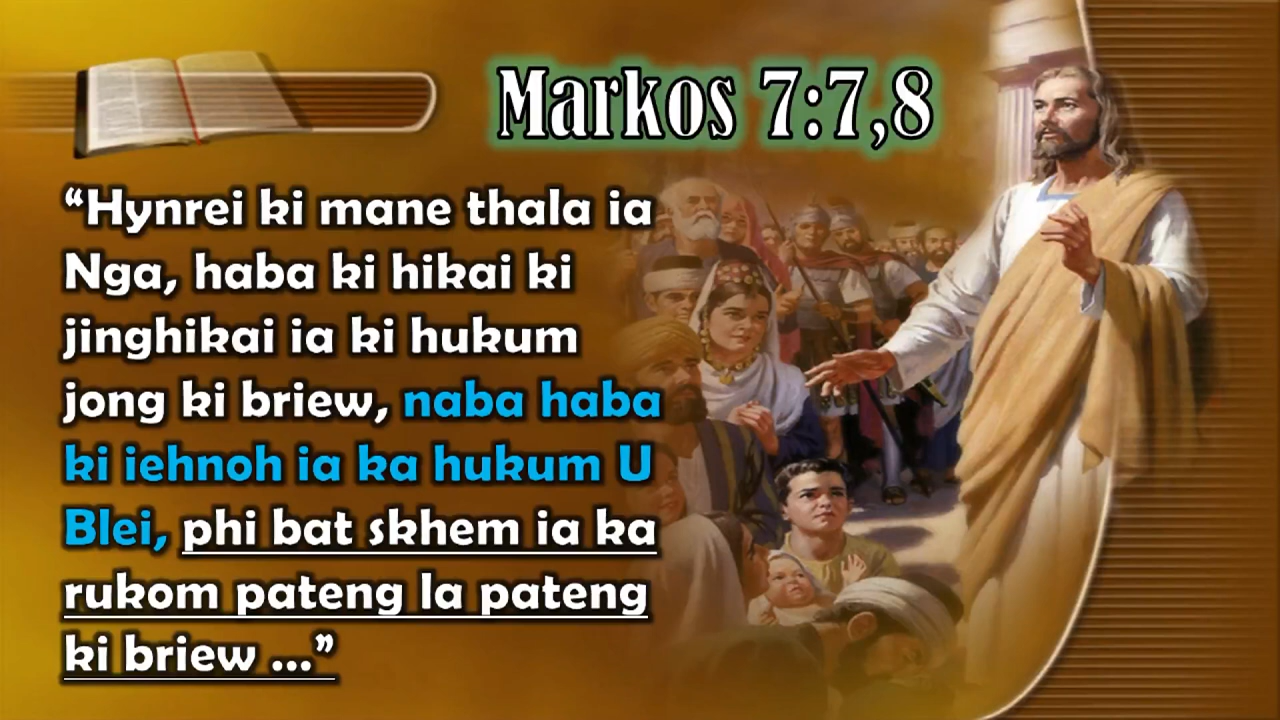 Markos 7:7,8
“Hynrei ki mane thala ia
Nga, haba ki hikai ki
jinghikai ia ki hukum
jong ki briew, naba haba
ki iehnoh ia ka hukum U
Blei, phi bat skhem ia ka
rukom pateng la pateng
ki briew ...”